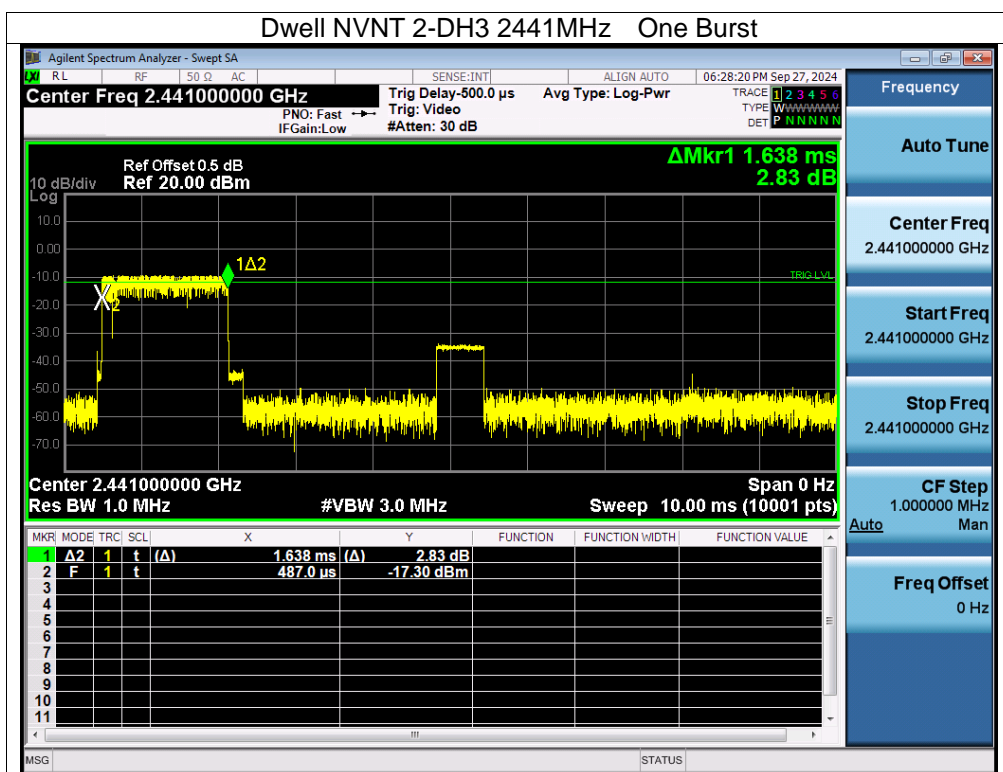 Dwell NVNT 2-DH3 2441MHz One Burst
Agilent Spectrum Analyzer - Swept SA
LXI RL RF 50 Ω AC SENSE:INT ALIGN AUTO 06:28:20 PM Sep 27, 2024
Center Freq 2.441000000 GHz Trig Delay-500.0 µs Avg Type: Log-Pwr TRACE 1 2 3 4 5 6
PNO: Fast Trig: Video TYPE WWWWWWW
IFGain:Low #Atten: 30 dB DET P N N N N N
Ref Offset 0.5 dB ΔMkr1 1.638 ms
10 dB/div Ref 20.00 dBm 2.83 dB
Log
10.0
0.00
-10.0 1Δ2 TRIG LVL
-20.0 2
-30.0
-40.0
-50.0
-60.0
-70.0
Center 2.441000000 GHz Span 0 Hz
Res BW 1.0 MHz #VBW 3.0 MHz Sweep 10.00 ms (10001 pts)
MKR MODE TRC SCL X Y FUNCTION FUNCTION WIDTH FUNCTION VALUE
1 Δ2 1 t (Δ) 1.638 ms (Δ) 2.83 dB
2 F 1 t 487.0 µs -17.30 dBm
3
4
5
6
7
8
9
10
11
MSG STATUS
Frequency
Auto Tune
Center Freq
2.441000000 GHz
Start Freq
2.441000000 GHz
Stop Freq
2.441000000 GHz
CF Step
1.000000 MHz
Auto Man
Freq Offset
0 Hz